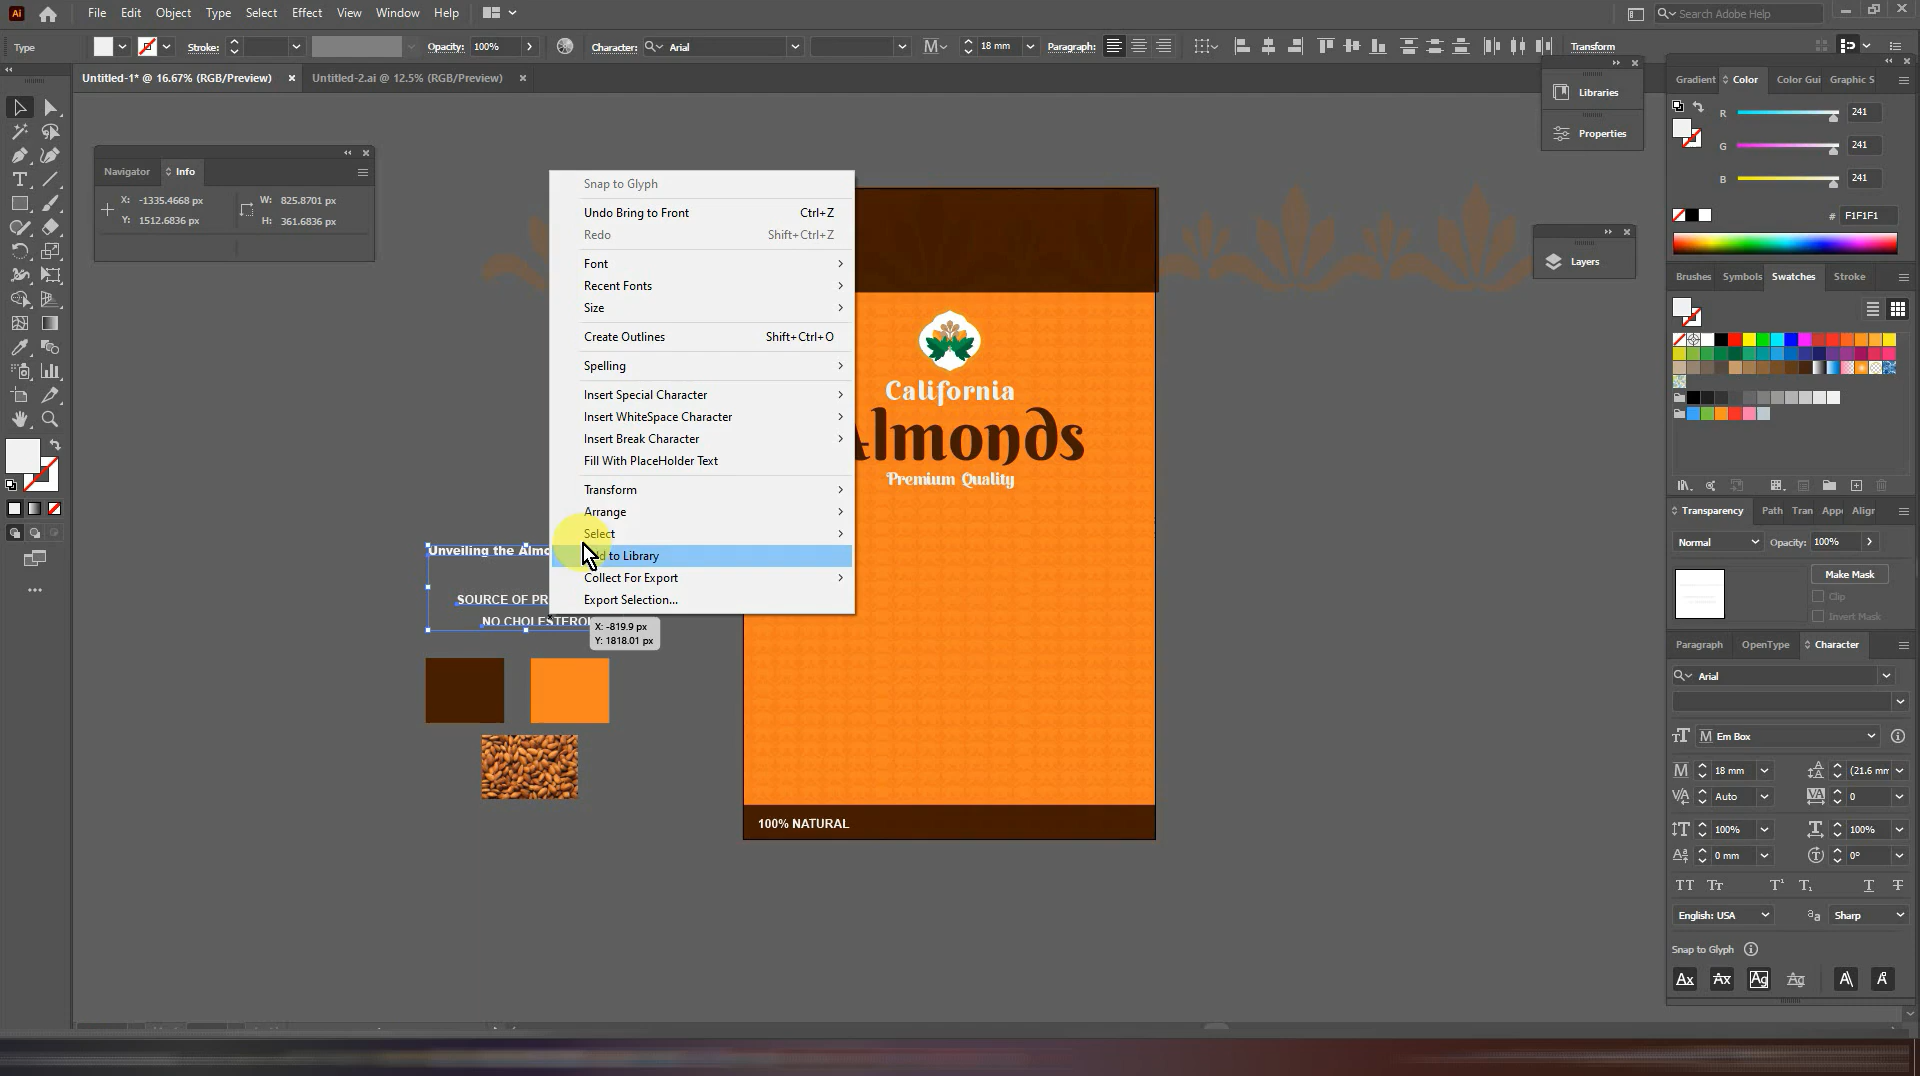 File Edit Object Type Select Effect View Window Help
Search Adobe Help
Type Stroke: Opacity: 100% Character: Arial 18 mm Paragraph: Transform
Untitled-1* @ 16.67% (RGB/Preview) Untitled-2.ai @ 12.5% (RGB/Preview)
Navigator Info
X: -1335.4668 px W: 825.8701 px
Y: 1512.6836 px H: 361.6836 px
Snap to Glyph
Undo Bring to Front Ctrl+Z
Redo Shift+Ctrl+Z
Font
Recent Fonts
Size
Create Outlines Shift+Ctrl+O
Spelling
Insert Special Character
Insert WhiteSpace Character
Insert Break Character
Fill With PlaceHolder Text
Transform
Arrange
Select
to Library
Collect For Export
Export Selection...
X: -819.9 px
Y: 1818.01 px
Unveiling the Almo
SOURCE OF PR
NO CHOLESTEROL
California
Almonds
Premium Quality
100% NATURAL
Libraries
Properties
Layers
Gradient Color Color Gui Graphic S
R 241
G 241
B 241
# F1F1F1
Brushes Symbols Swatches Stroke
Transparency Path Tran Appe Align
Normal Opacity: 100%
Make Mask
Clip
Invert Mask
Paragraph OpenType Character
Arial
Em Box
18 mm (21.6 mm
Auto 0
100% 100%
0 mm 0°
English: USA Sharp
Snap to Glyph